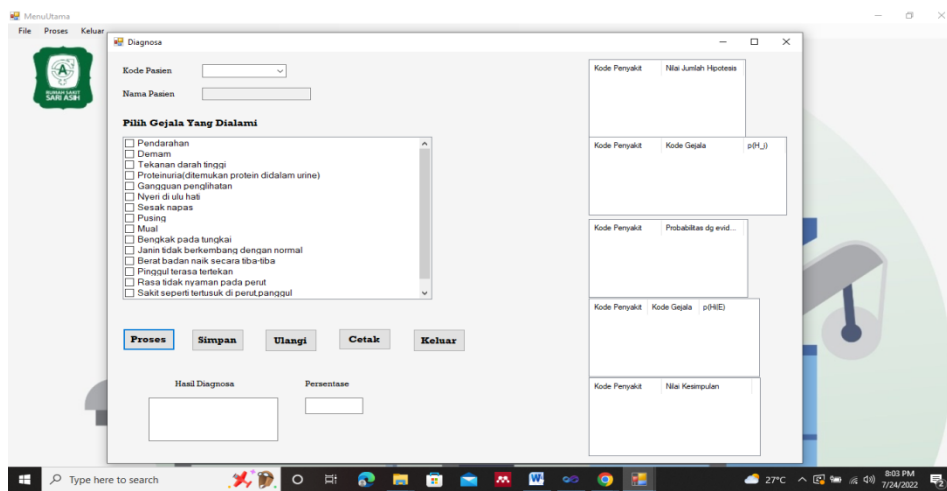 MenuUtama
File Proses Keluar
RUMAH SAKIT
SARI ASIH
Diagnosa
Kode Pasien
Nama Pasien
Pilih Gejala Yang Dialami
Pendarahan
Demam
Tekanan darah tinggi
Proteinuria(ditemukan protein didalam urine)
Gangguan penglihatan
Nyeri di ulu hati
Sesak napas
Pusing
Mual
Bengkak pada tungkai
Janin tidak berkembang dengan normal
Berat badan naik secara tiba-tiba
Pinggul terasa tertekan
Rasa tidak nyaman pada perut
Sakit seperti tertusuk di perut,panggul
Proses Simpan Ulangi Cetak Keluar
Hasil Diagnosa Persentase
Kode Penyakit Nilai Jumlah Hipotesis
Kode Penyakit Kode Gejala p(H_i)
Kode Penyakit Probabilitas dg evid...
Kode Penyakit Kode Gejala p(Hi|E)
Kode Penyakit Nilai Kesimpulan
Type here to search
27°C
8:03 PM
7/24/2022